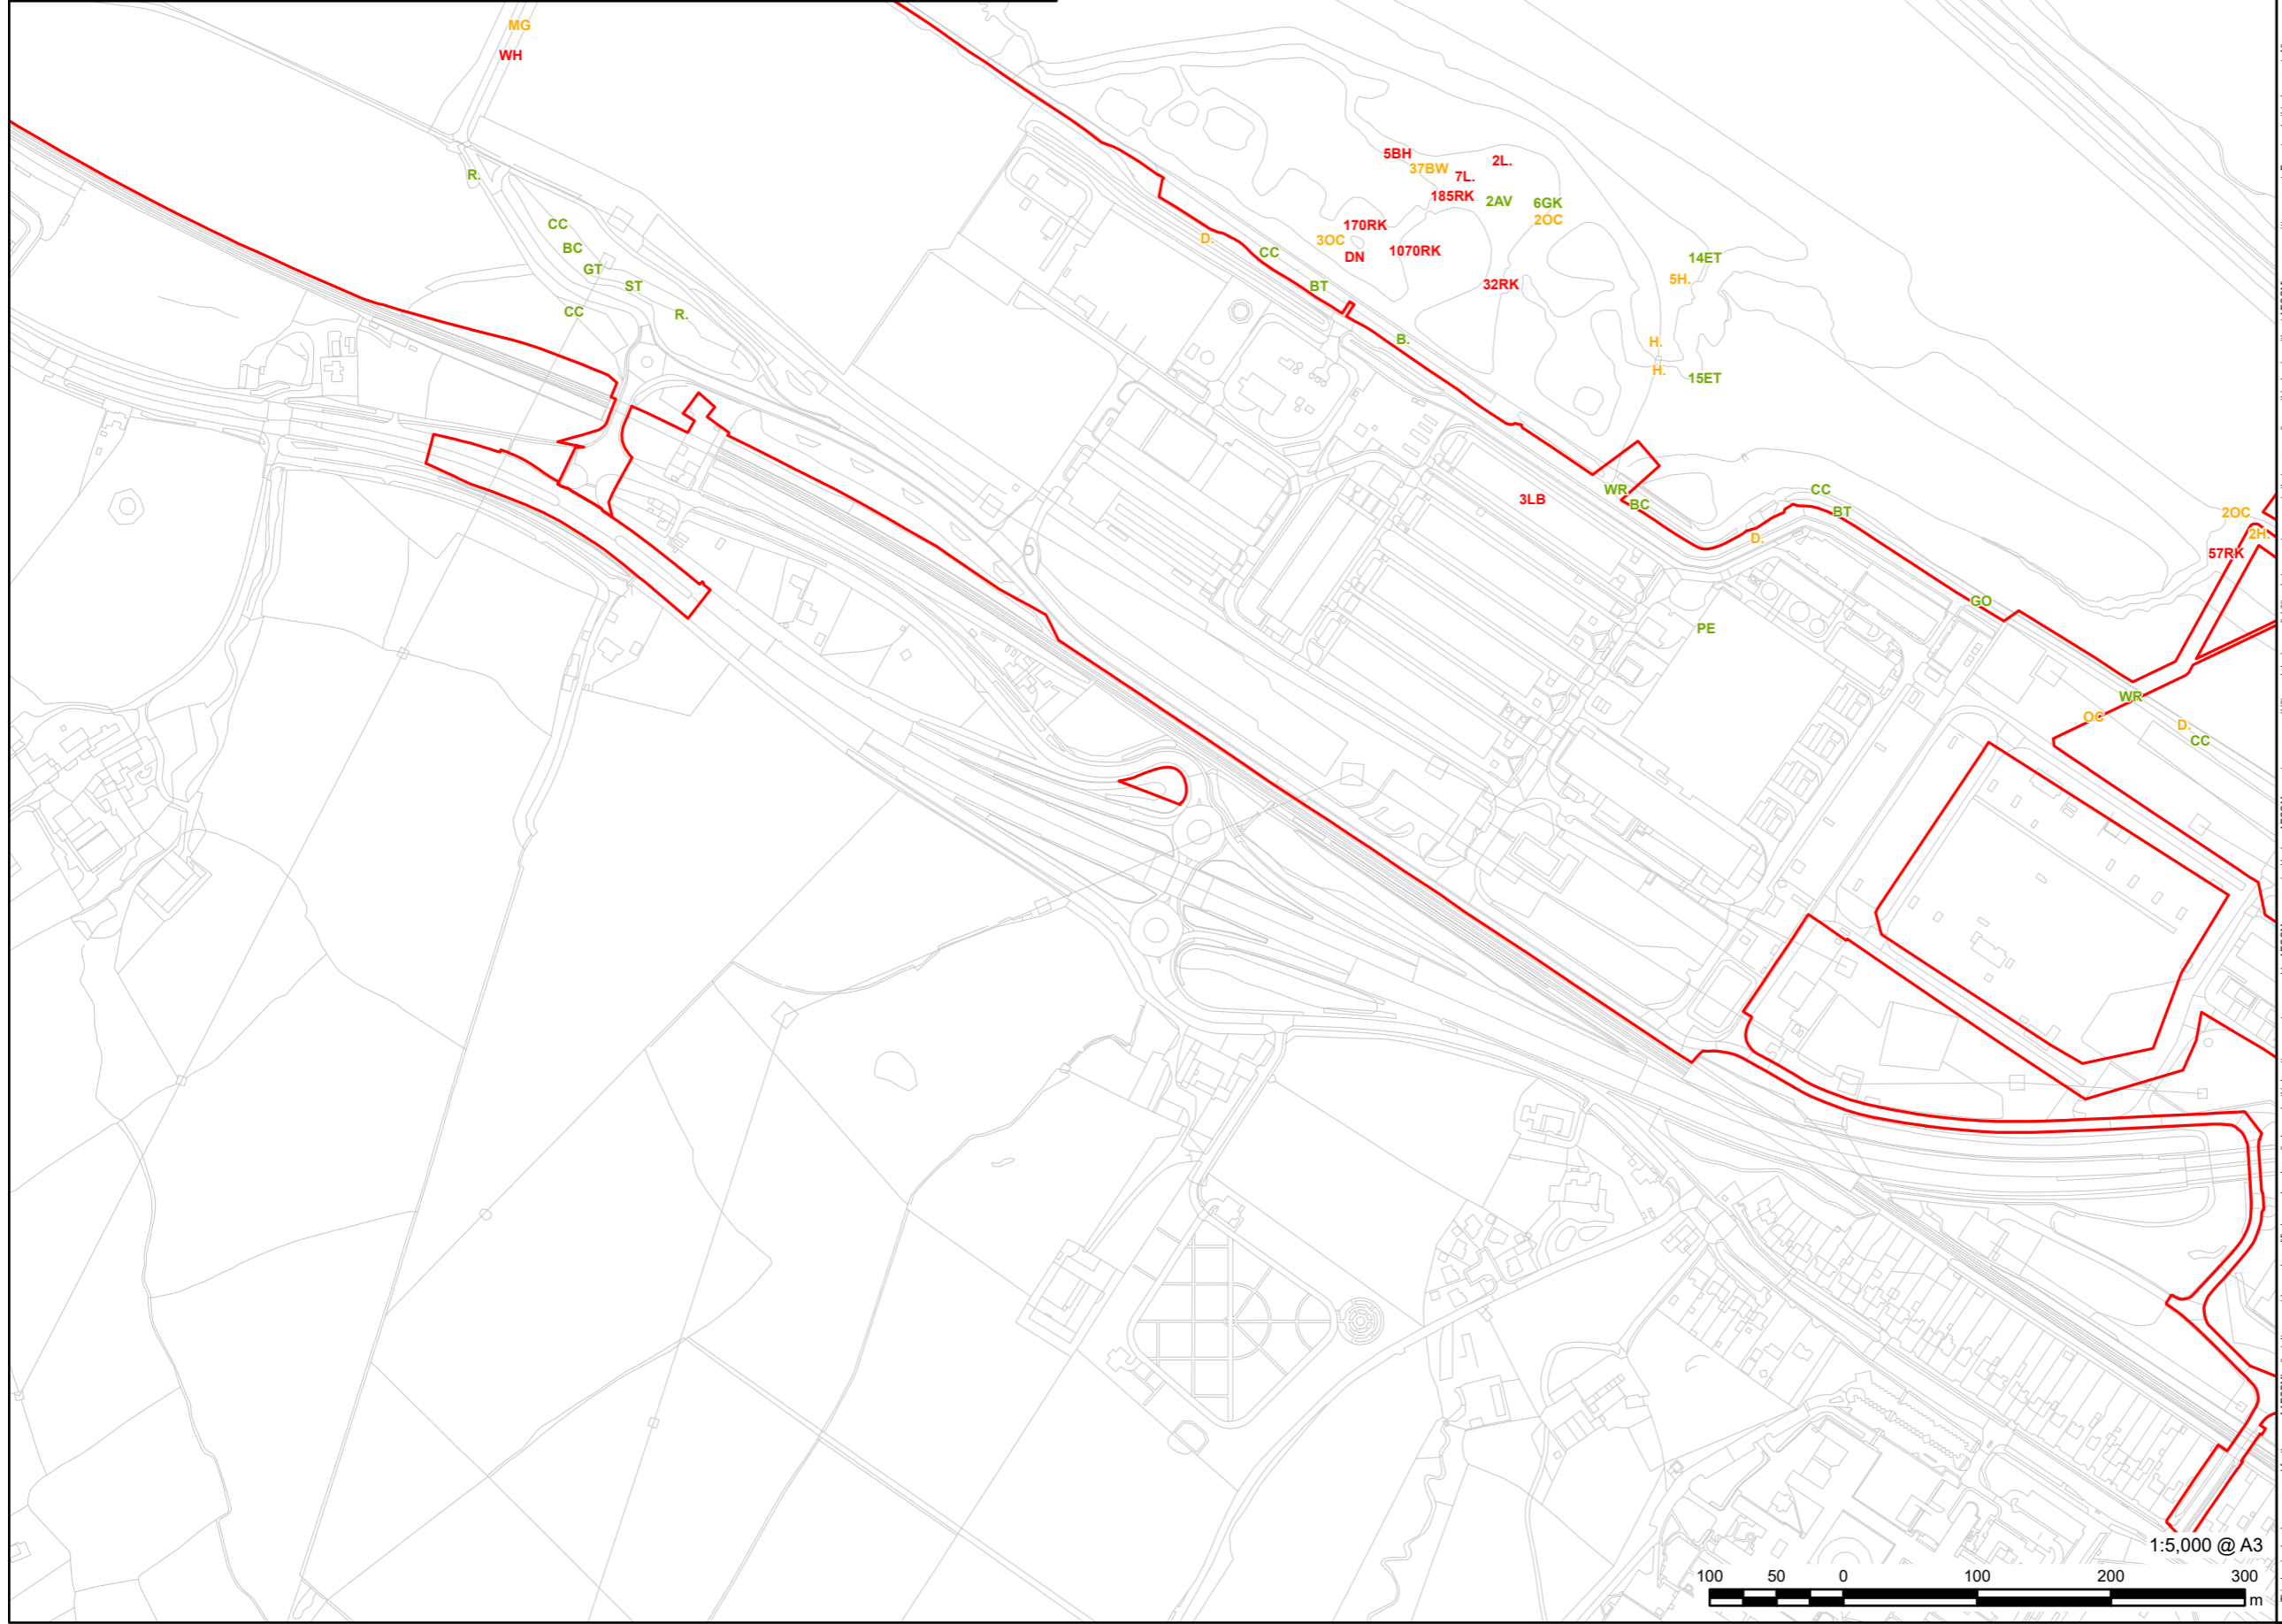 MG
WH
R.
CC
BC
GT
ST
CC
R.
5BH
37BW
2L.
7L.
185RK
2AV
6GK
2OC
170RK
3OC
DN
1070RK
D.
CC
BT
32RK
14ET
5H.
B.
H.
H.
15ET
3LB
WR
BC
CC
BT
D.
2OC
2H.
57RK
GO
PE
WR
OC
D.
CC
1:5,000 @ A3
100 50 0 100 200 300
m